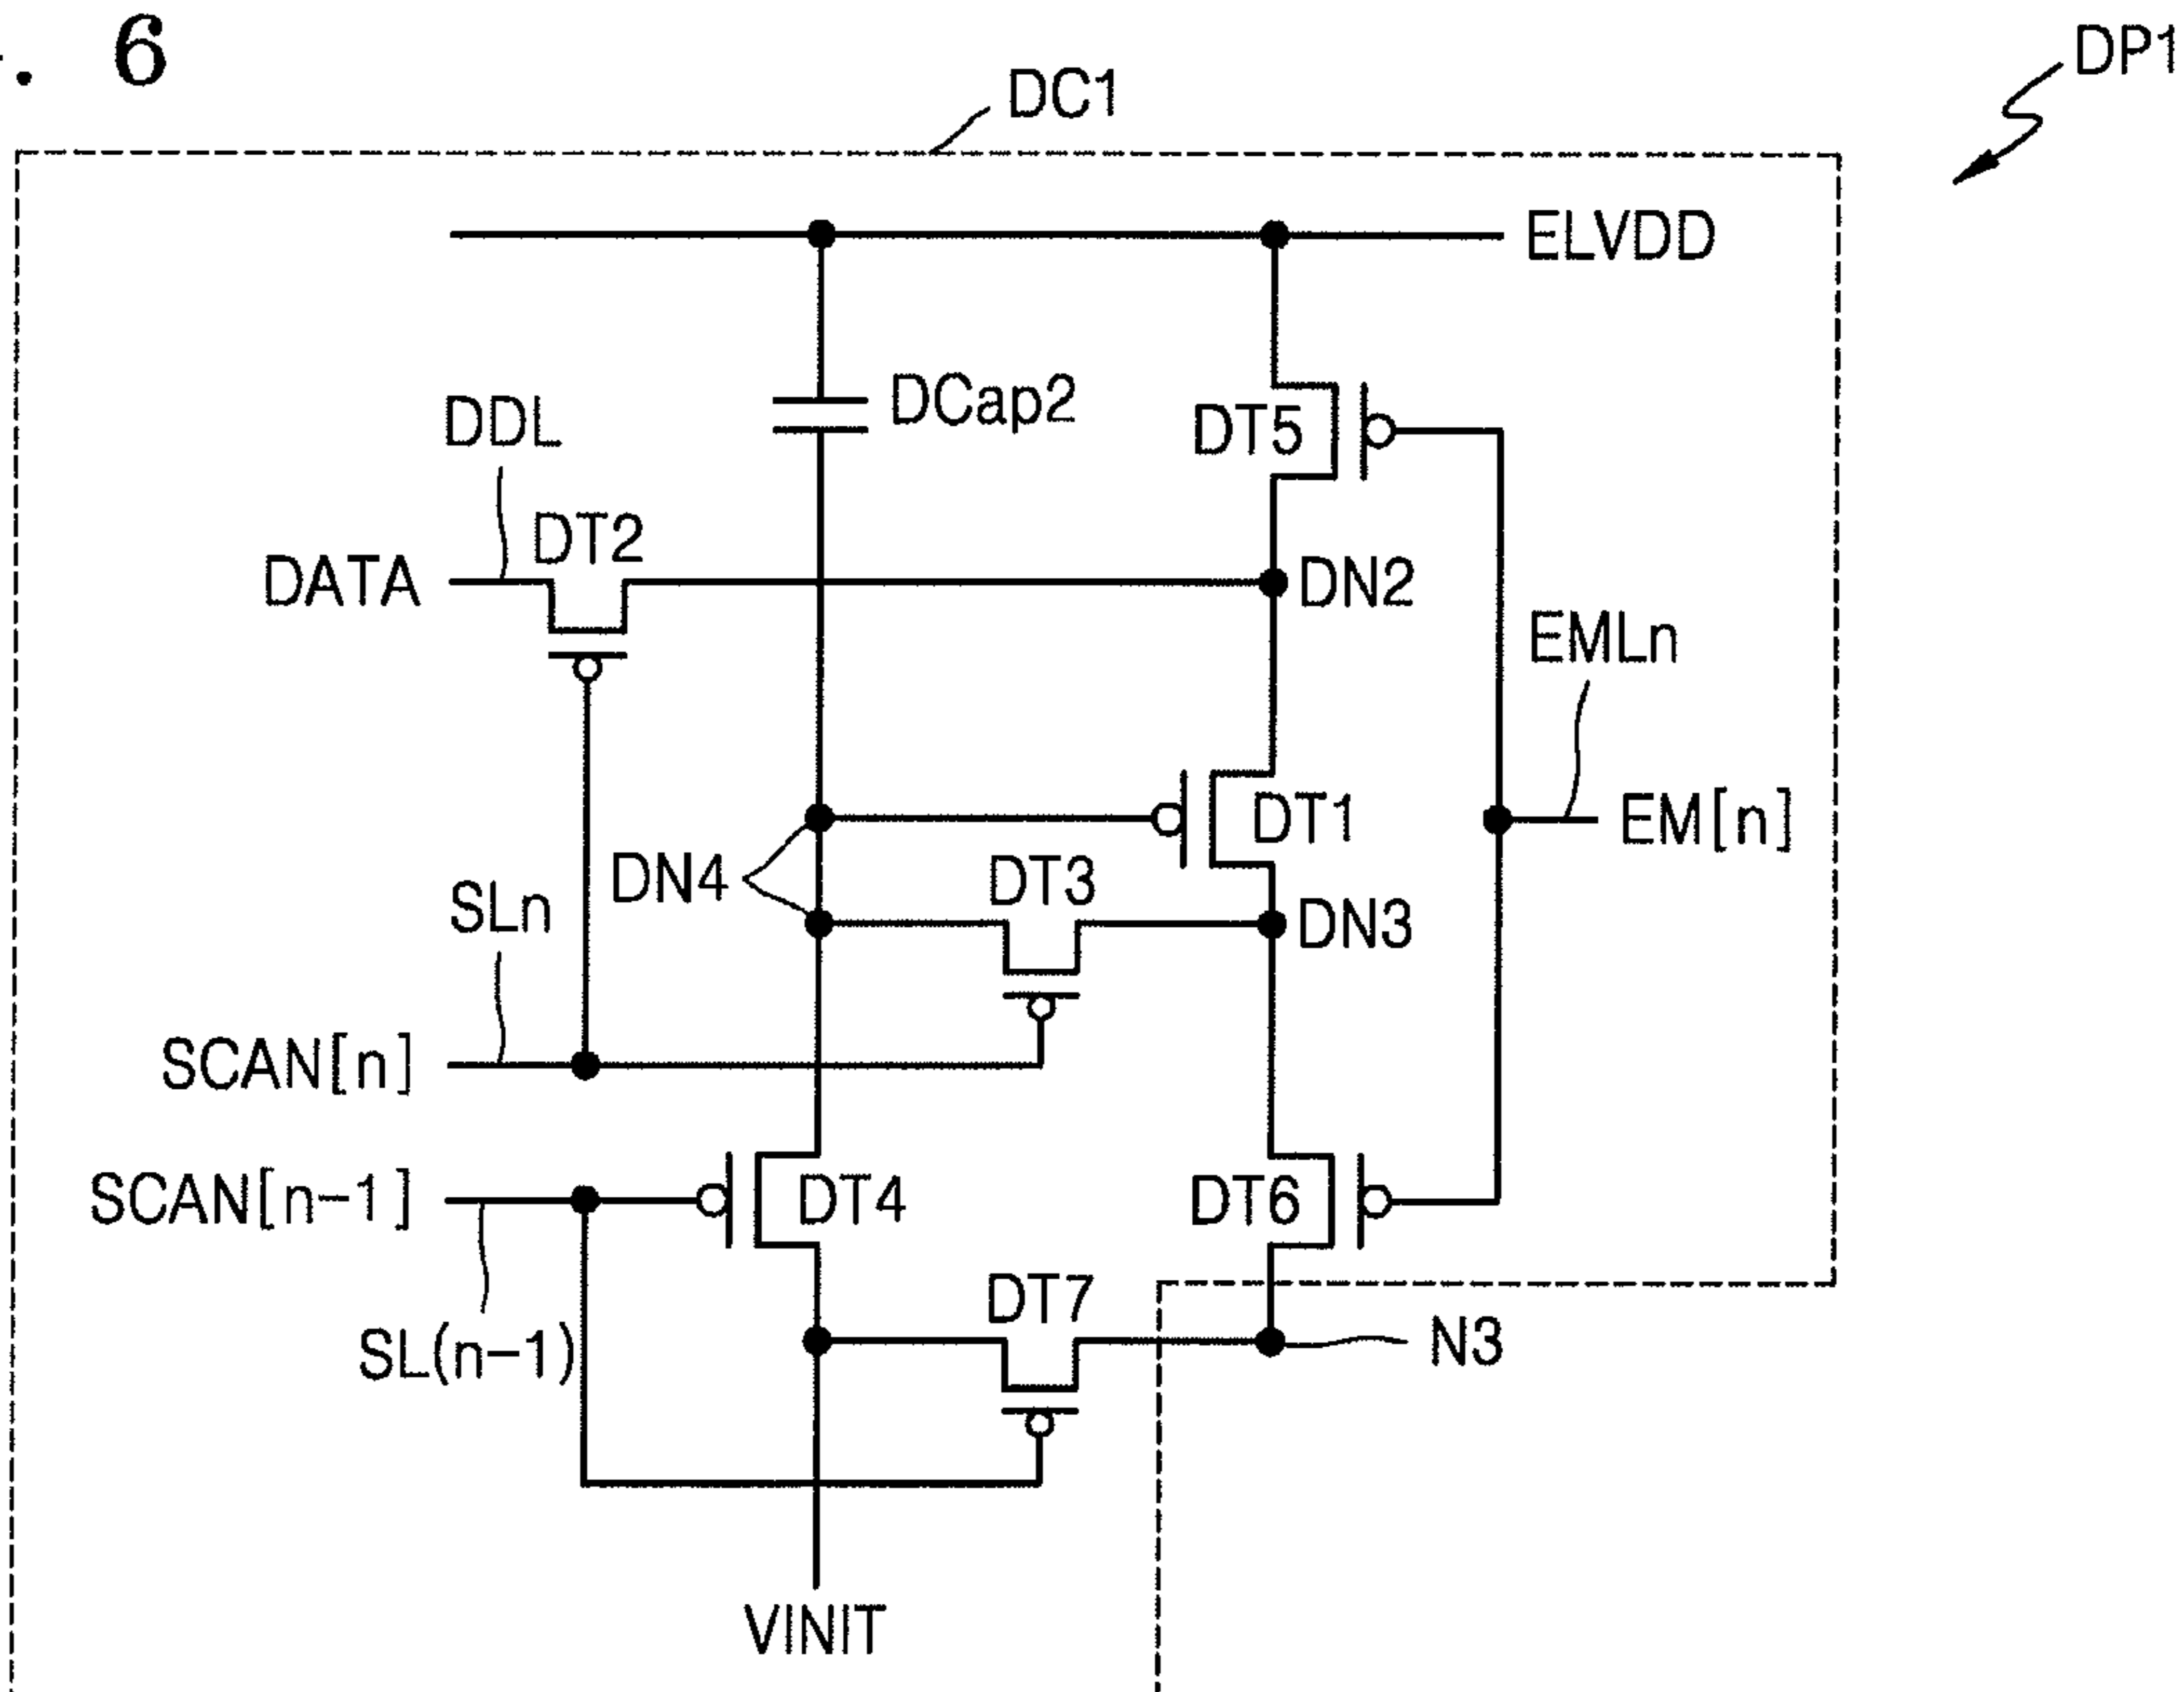 . 6
DP1
DC1
ELVDD
DCap2
DDL
DT5
DT2
DATA
DN2
EMLn
DT1
EM[n]
DN4
DT3
SLn
DN3
SCAN[n]
SCAN[n-1]
DT4
DT6
DT7
SL(n-1)
N3
VINIT